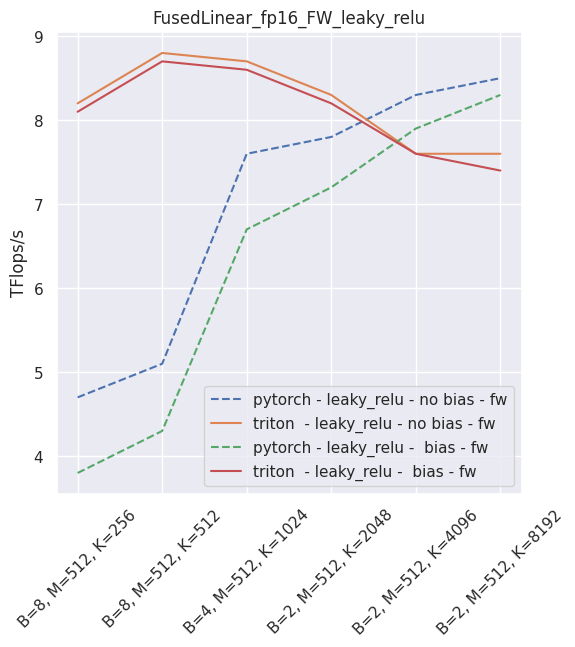 FusedLinear_fp16_FW_leaky_relu
TFlops/s
9
8
7
6
5
4
pytorch - leaky_relu - no bias - fw
triton  - leaky_relu - no bias - fw
pytorch - leaky_relu -  bias - fw
triton  - leaky_relu -  bias - fw
B=8, M=512, K=256
B=8, M=512, K=512
B=4, M=512, K=1024
B=2, M=512, K=2048
B=2, M=512, K=4096
B=2, M=512, K=8192